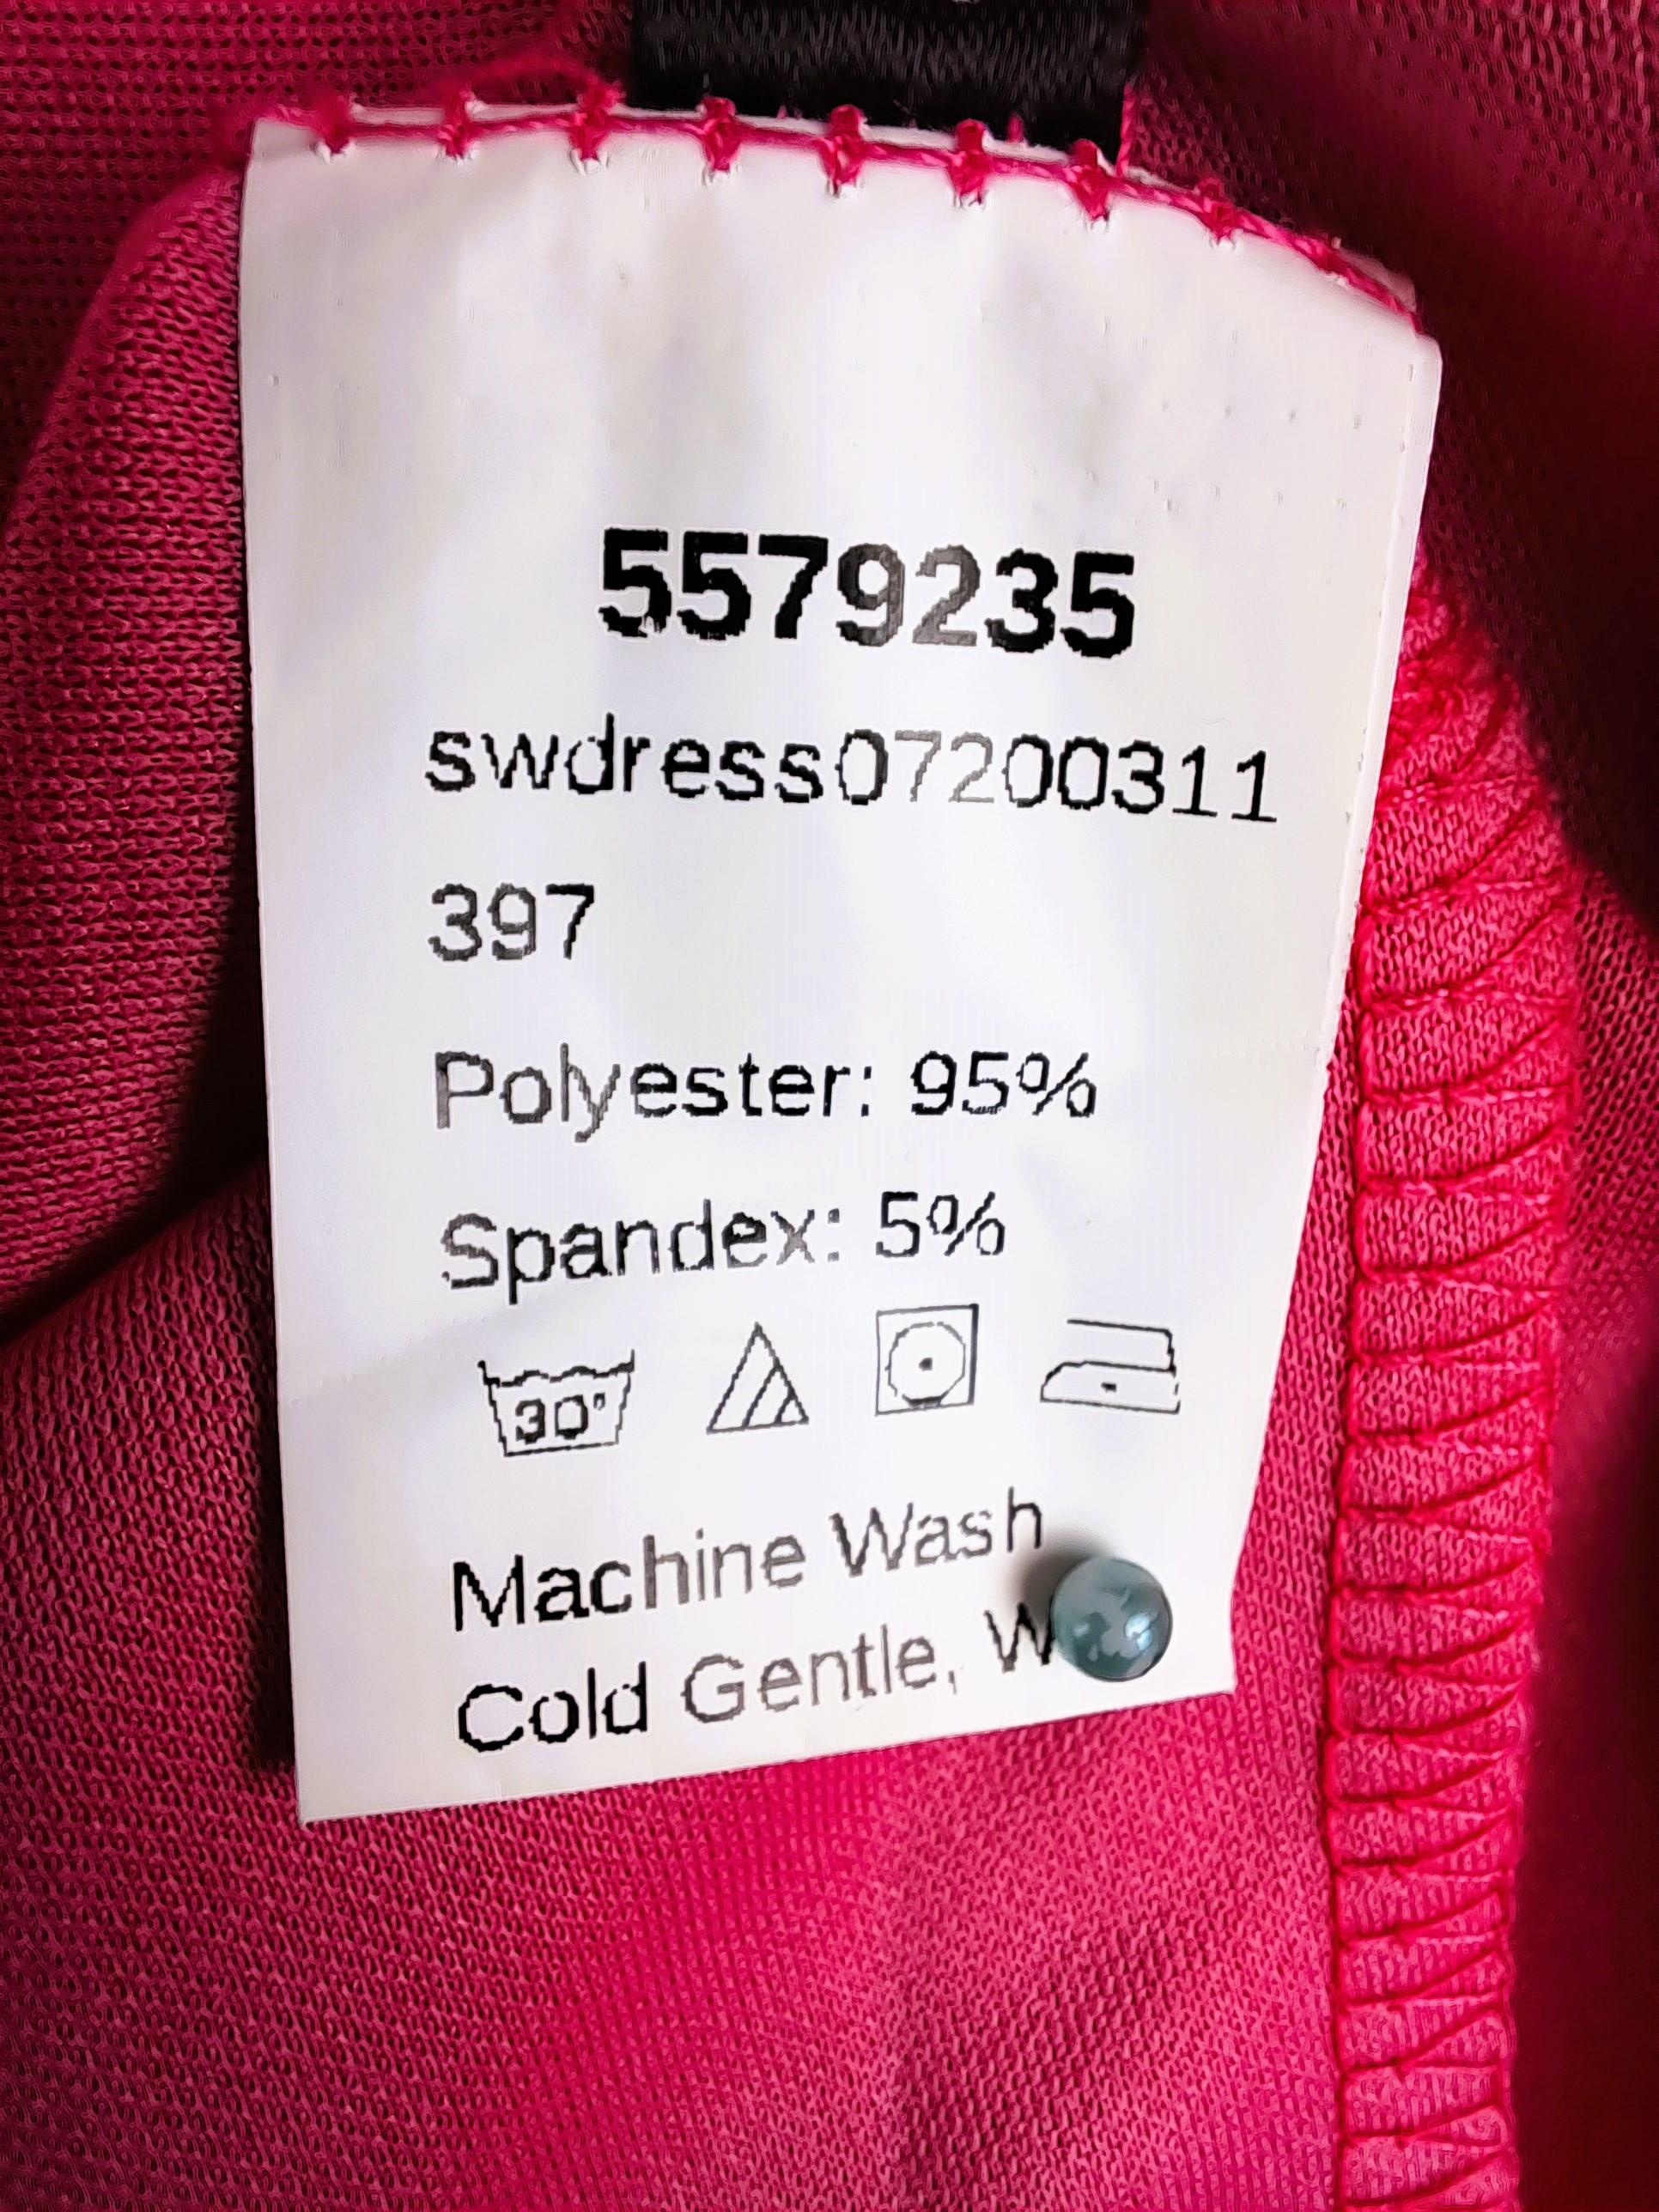 5579235
swdress07200311
397
Polyester: 95%
Spandex: 5%
30°
Machine Wash
Cold Gentle,